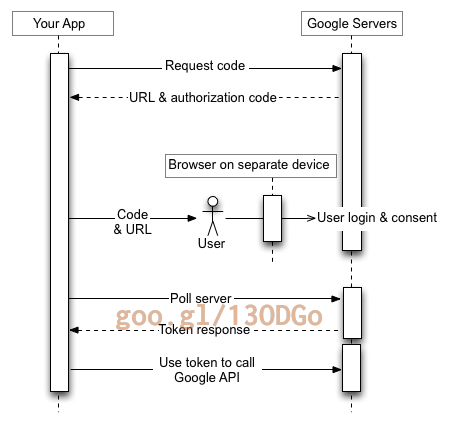 Your App
Google Servers
Request code
URL & authorization code
Browser on separate device
Code
& URL
User
User login & consent
Poll server
goo.gl/13ODGo
Token response
Use token to call
Google API